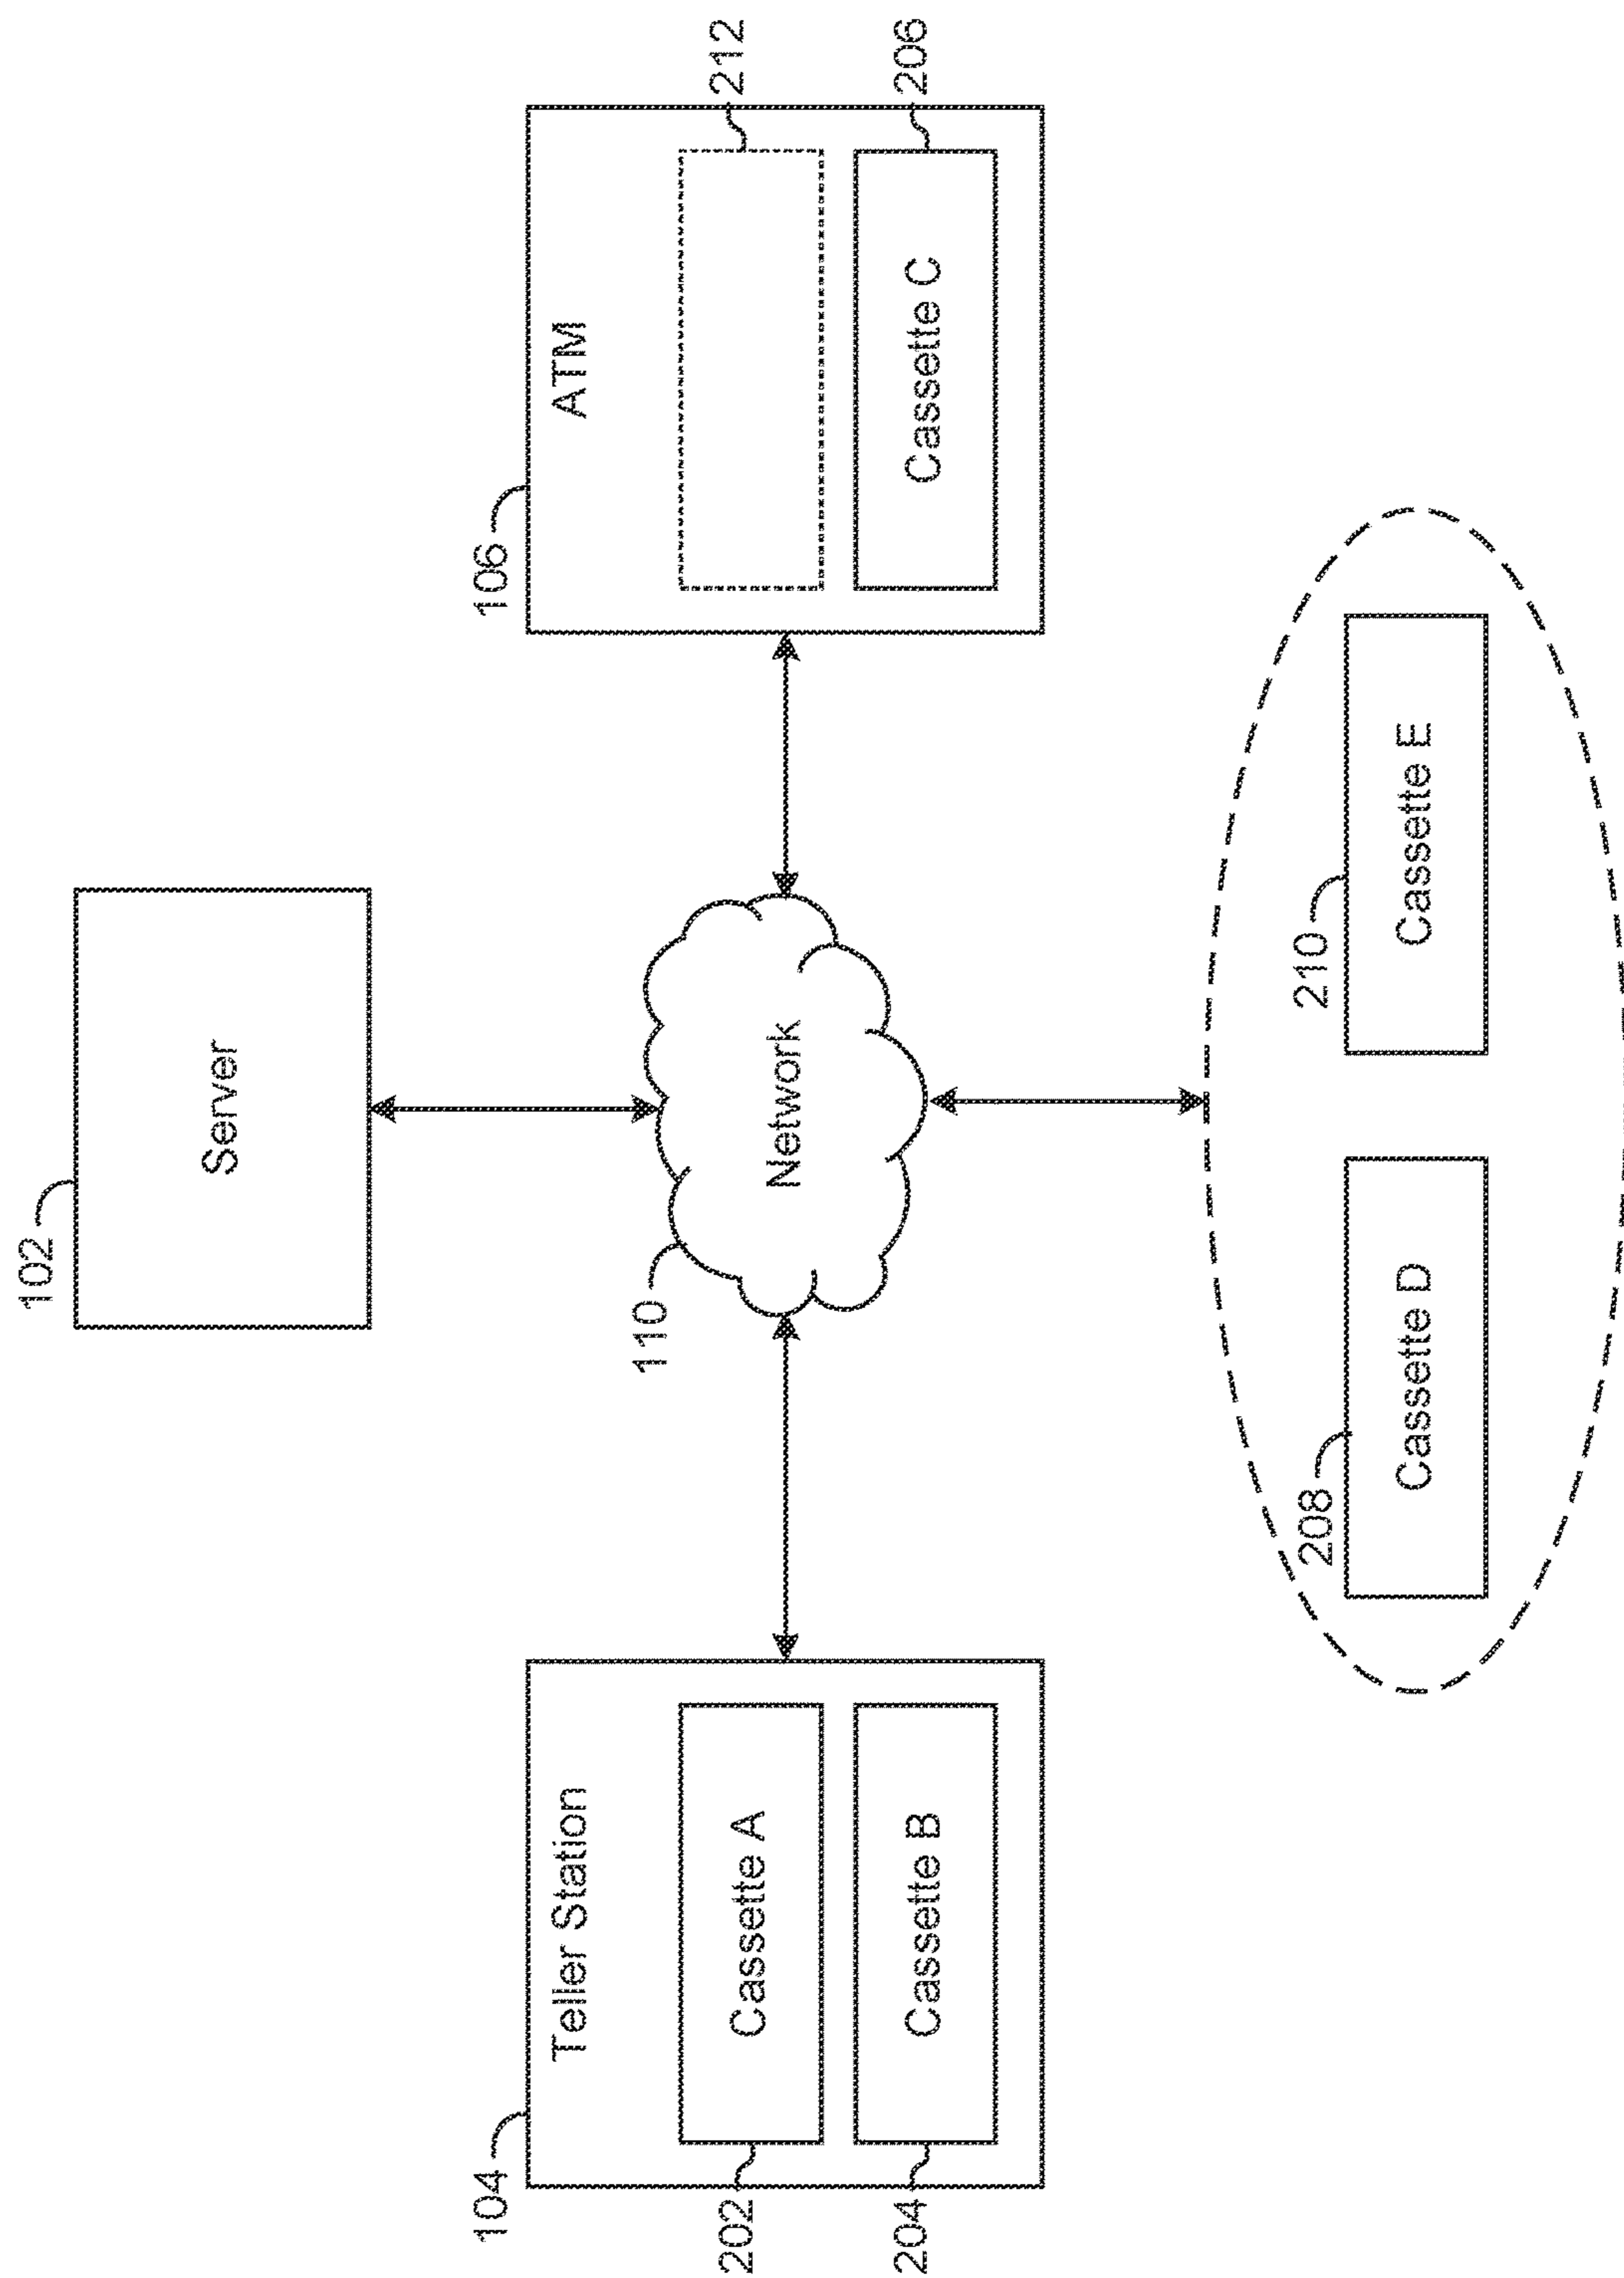 102
Server
110
Network
104
Teller Station
202
Cassette A
204
Cassette B
106
ATM
212
206
Cassette C
208
Cassette D
210
Cassette E